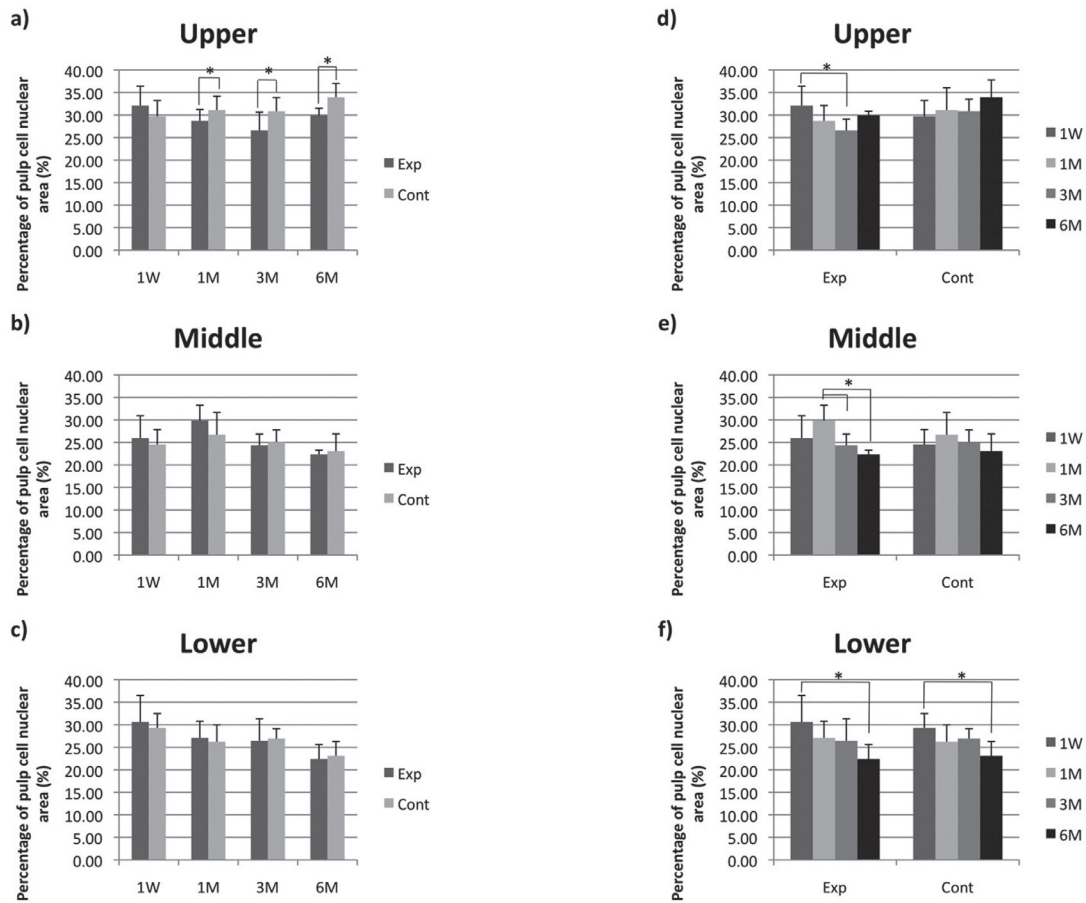 a)
Upper
Percentage of pulp cell nuclear
area (%)
40.00
35.00
30.00
25.00
20.00
15.00
10.00
5.00
0.00
*
*
*
1W
1M
3M
6M
Exp
Cont
d)
Upper
Percentage of pulp cell nuclear
area (%)
40.00
35.00
30.00
25.00
20.00
15.00
10.00
5.00
0.00
*
Exp
Cont
1W
1M
3M
6M
b)
Middle
Percentage of pulp cell nuclear
area (%)
40.00
35.00
30.00
25.00
20.00
15.00
10.00
5.00
0.00
1W
1M
3M
6M
Exp
Cont
e)
Middle
Percentage of pulp cell nuclear
area (%)
40.00
35.00
30.00
25.00
20.00
15.00
10.00
5.00
0.00
*
Exp
Cont
1W
1M
3M
6M
c)
Lower
Percentage of pulp cell nuclear
area (%)
40.00
35.00
30.00
25.00
20.00
15.00
10.00
5.00
0.00
1W
1M
3M
6M
Exp
Cont
f)
Lower
Percentage of pulp cell nuclear
area (%)
40.00
35.00
30.00
25.00
20.00
15.00
10.00
5.00
0.00
*
*
Exp
Cont
1W
1M
3M
6M